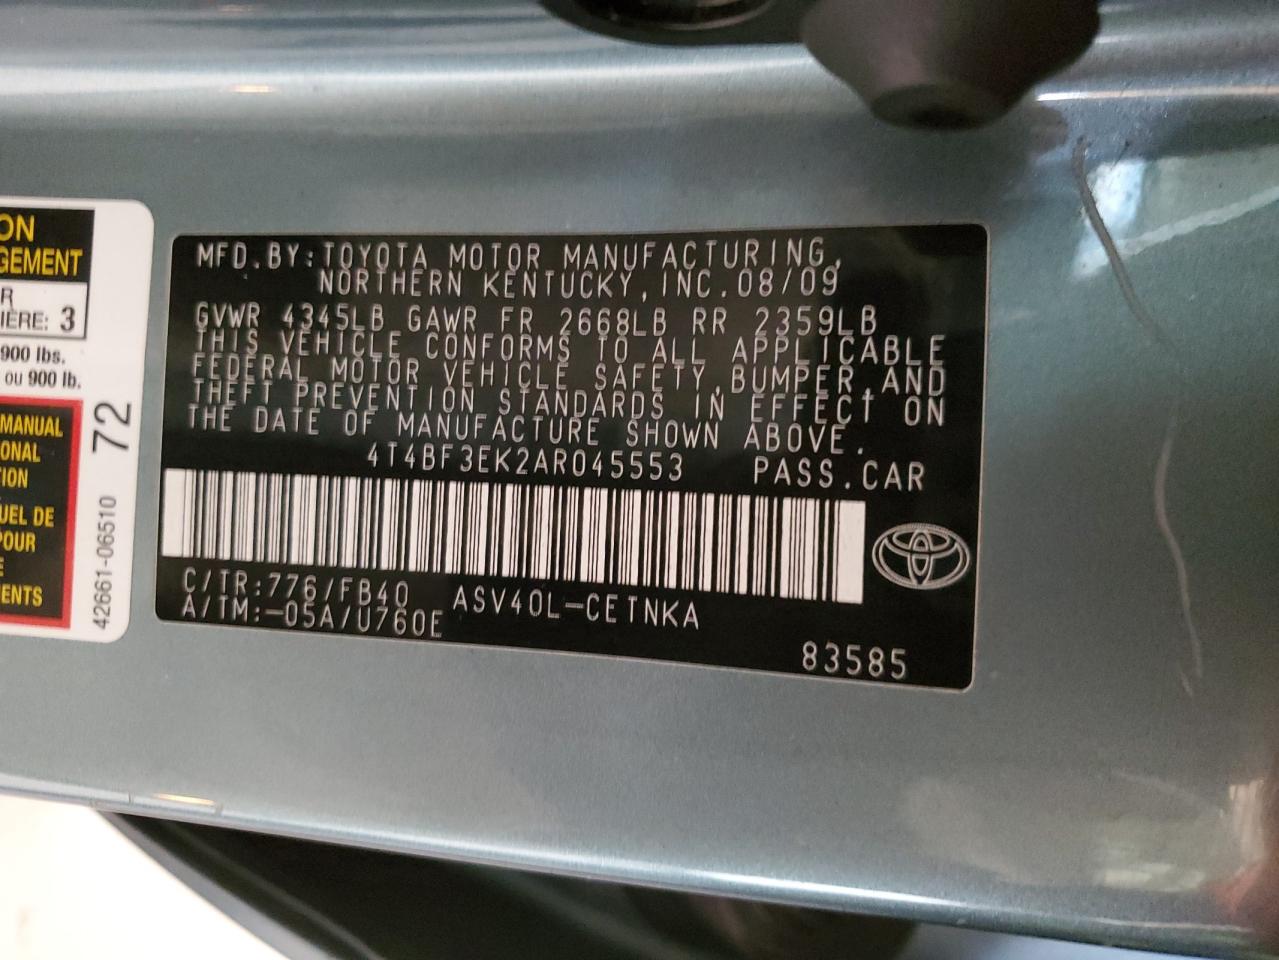 ON
GEMENT
R
IÈRE: 3
900 lbs.
ou 900 lb.
MANUAL
ONAL
TION
UEL DE
POUR
E
MENTS
42661-06510 72
MFD.BY:TOYOTA MOTOR MANUFACTURING,
NORTHERN KENTUCKY,INC.08/09
GVWR 4345LB GAWR FR 2668LB RR 2359LB
THIS VEHICLE CONFORMS TO ALL APPLICABLE
FEDERAL MOTOR VEHICLE SAFETY,BUMPER,AND
THEFT PREVENTION STANDARDS IN EFFECT ON
THE DATE OF MANUFACTURE SHOWN ABOVE.
4T4BF3EK2AR045553 PASS.CAR
C/TR:776/FB40 ASV40L-CETNKA
A/TM:-05A/U760E
83585